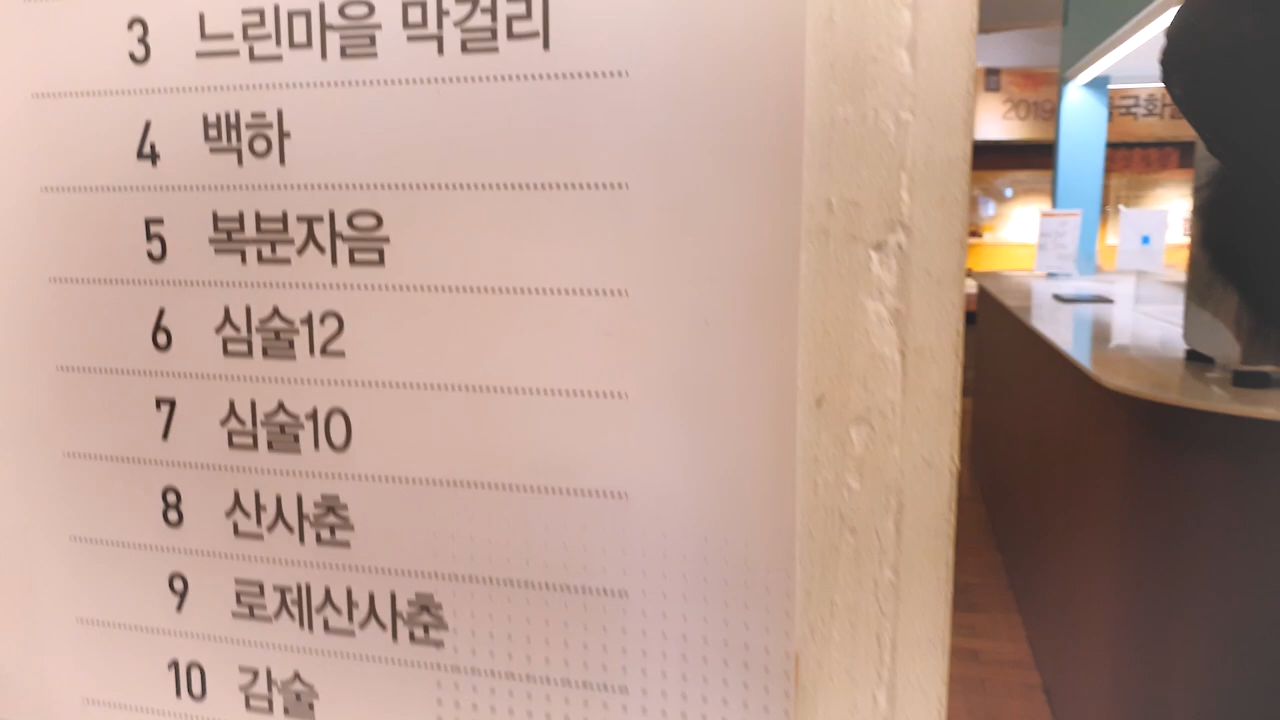 3 느린마을 막걸리
4 백하
5 복분자음
6 심술12
7 심술10
8 산사춘
9 로제산사춘
10 감술
2019
국화